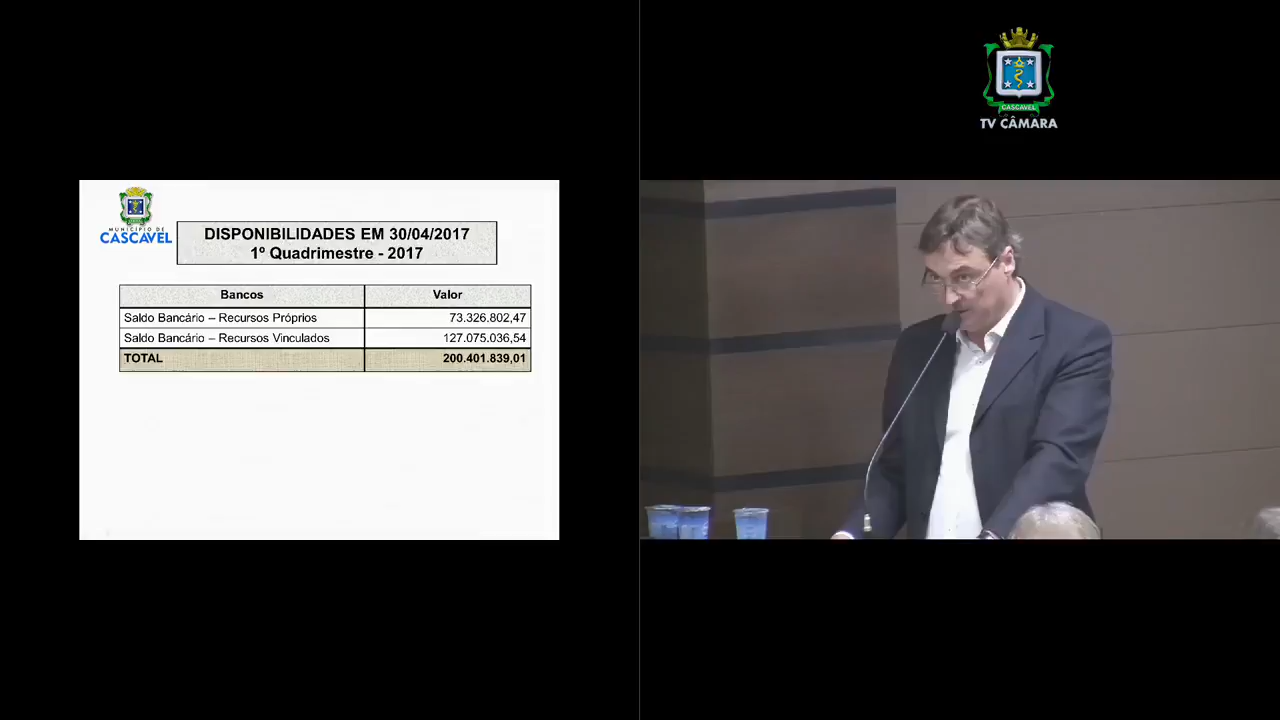 MUNICÍPIO DE
CASCAVEL
DISPONIBILIDADES EM 30/04/2017
1º Quadrimestre - 2017
Bancos Valor
Saldo Bancário – Recursos Próprios 73.326.802,47
Saldo Bancário – Recursos Vinculados 127.075.036,54
TOTAL 200.401.839,01
CASCAVEL
TV CÂMARA